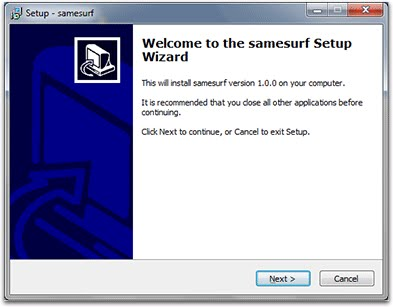 Setup - samesurf
Welcome to the samesurf Setup
Wizard
This will install samesurf version 1.0.0 on your computer.
It is recommended that you close all other applications before
continuing.
Click Next to continue, or Cancel to exit Setup.
Next >
Cancel